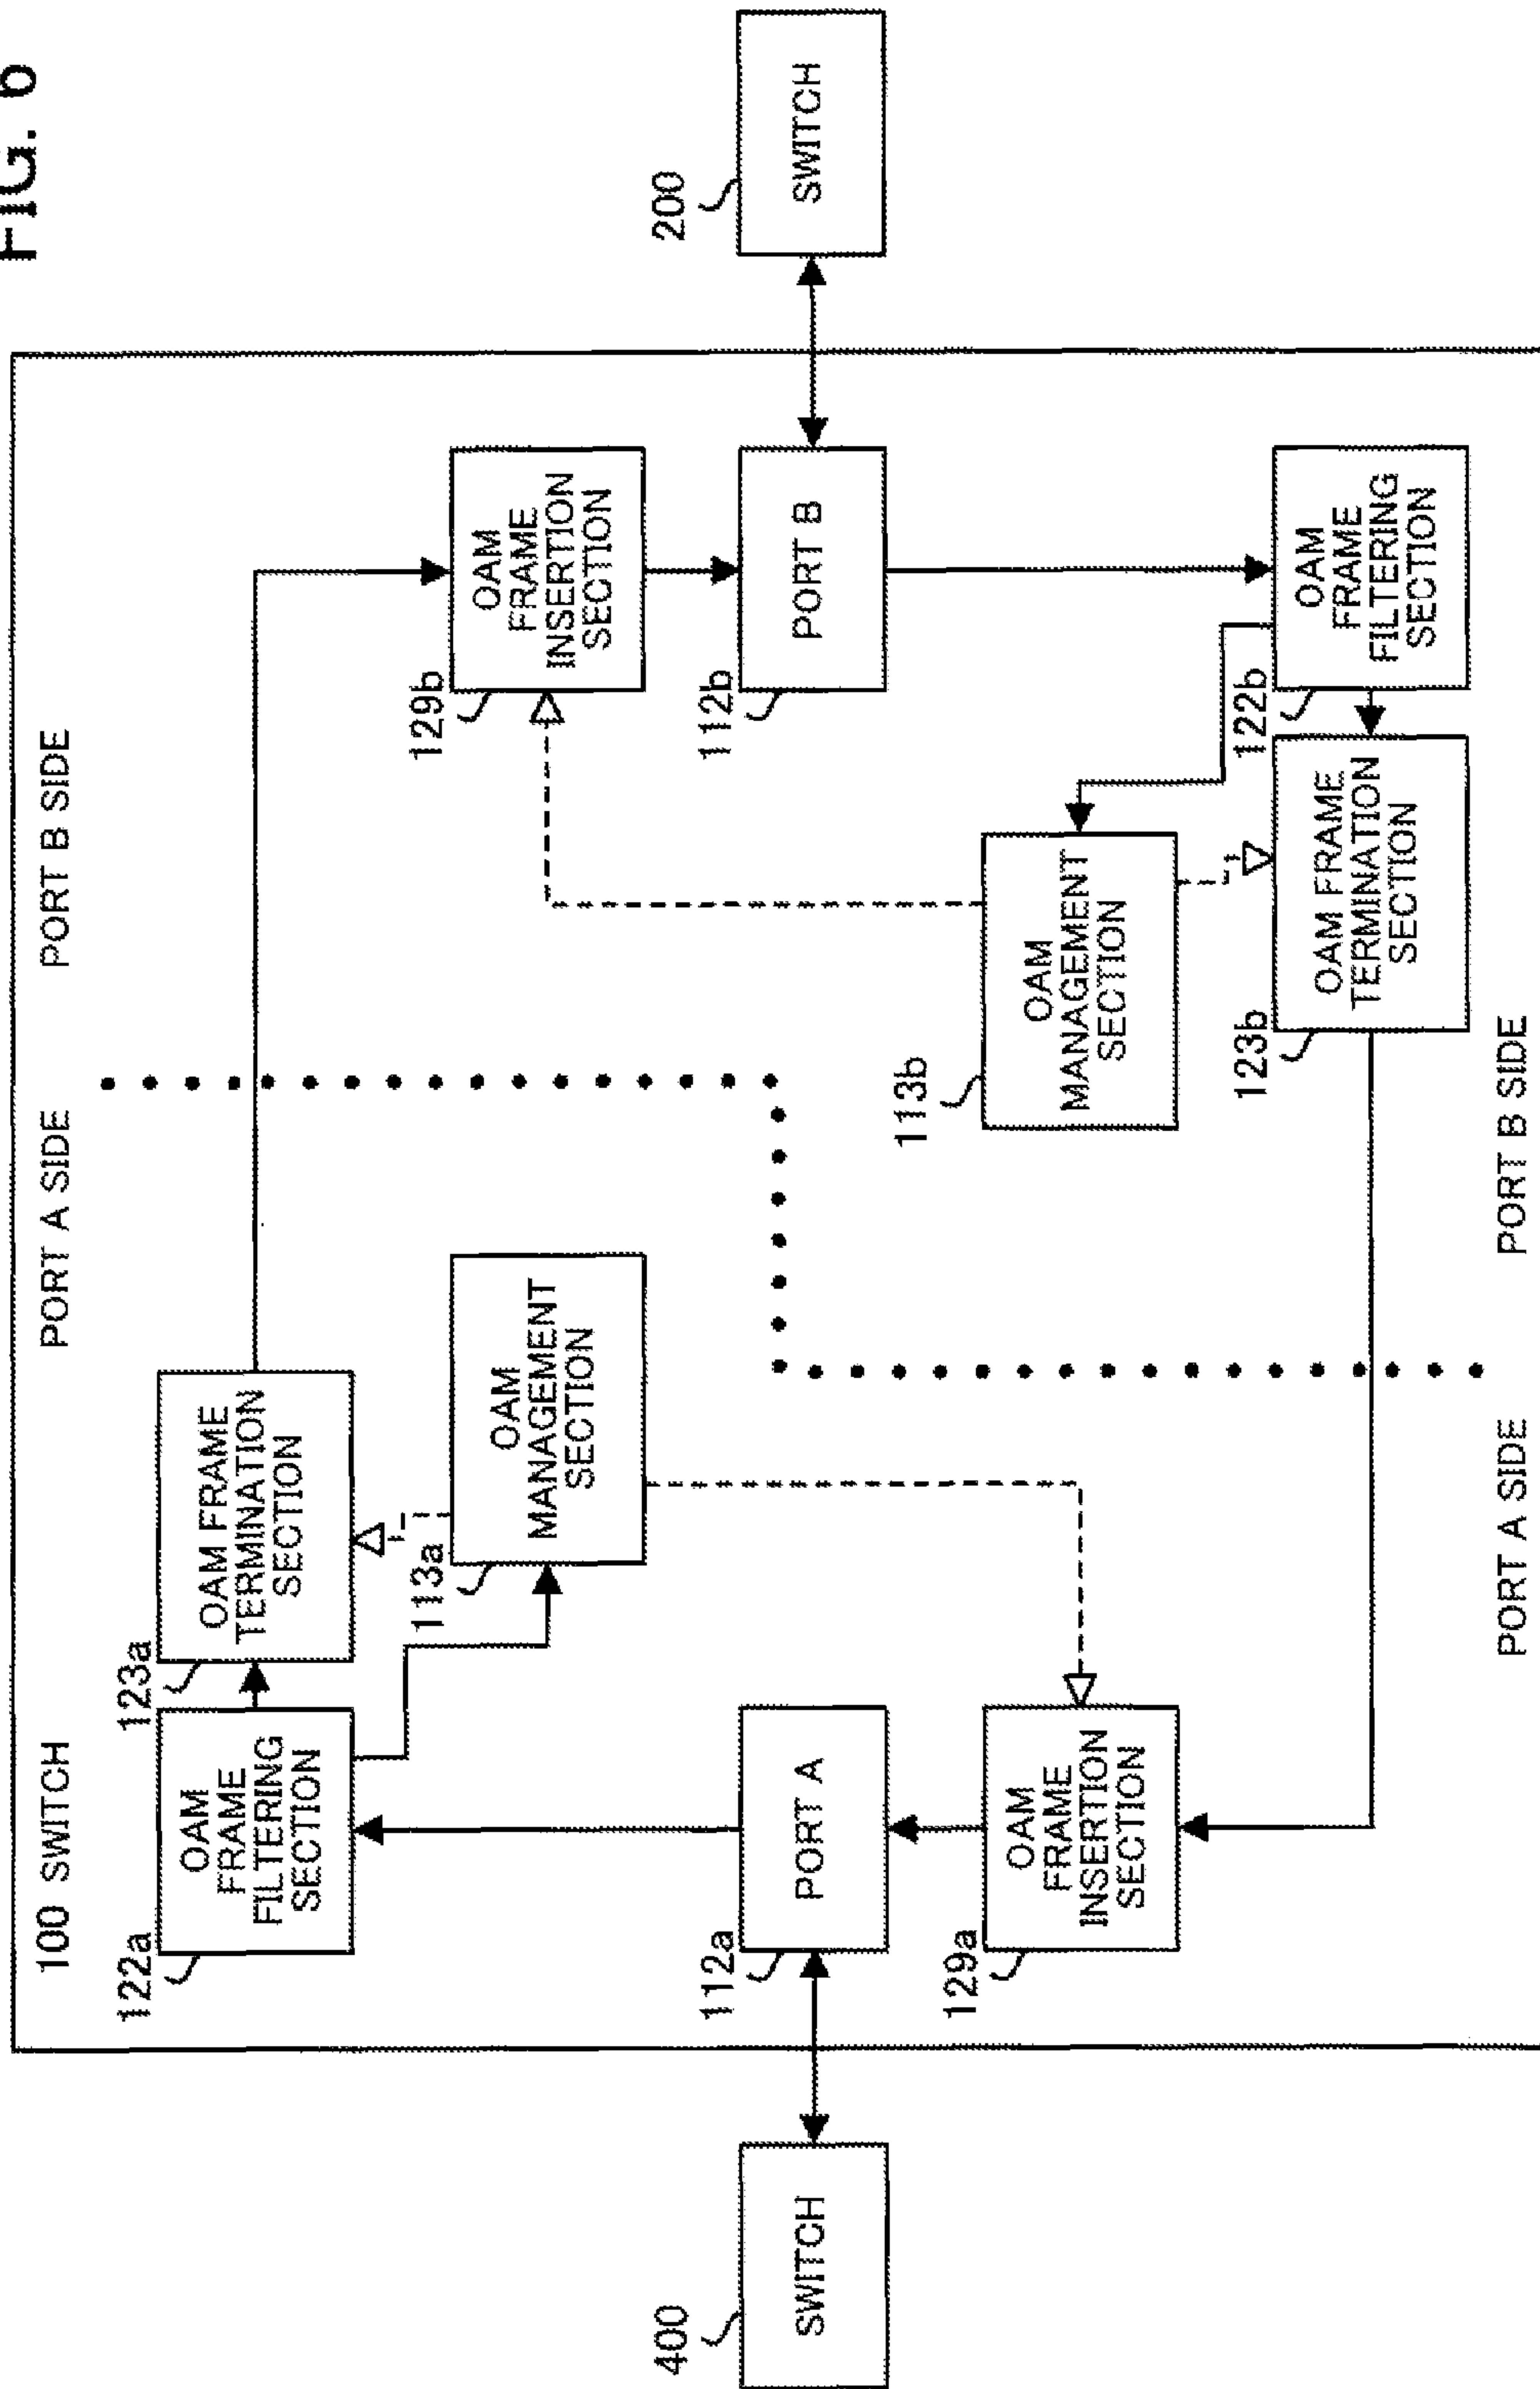 FIG. 6
100 SWITCH
PORT A SIDE
PORT B SIDE
122a
OAM
FRAME
FILTERING
SECTION
123a
OAM FRAME
TERMINATION
SECTION
113a
OAM
MANAGEMENT
SECTION
129b
OAM
FRAME
INSERTION
SECTION
400
SWITCH
112a
PORT A
112b
PORT B
200
SWITCH
129a
OAM
FRAME
INSERTION
SECTION
113b
OAM
MANAGEMENT
SECTION
123b
OAM FRAME
TERMINATION
SECTION
122b
OAM
FRAME
FILTERING
SECTION
PORT A SIDE
PORT B SIDE